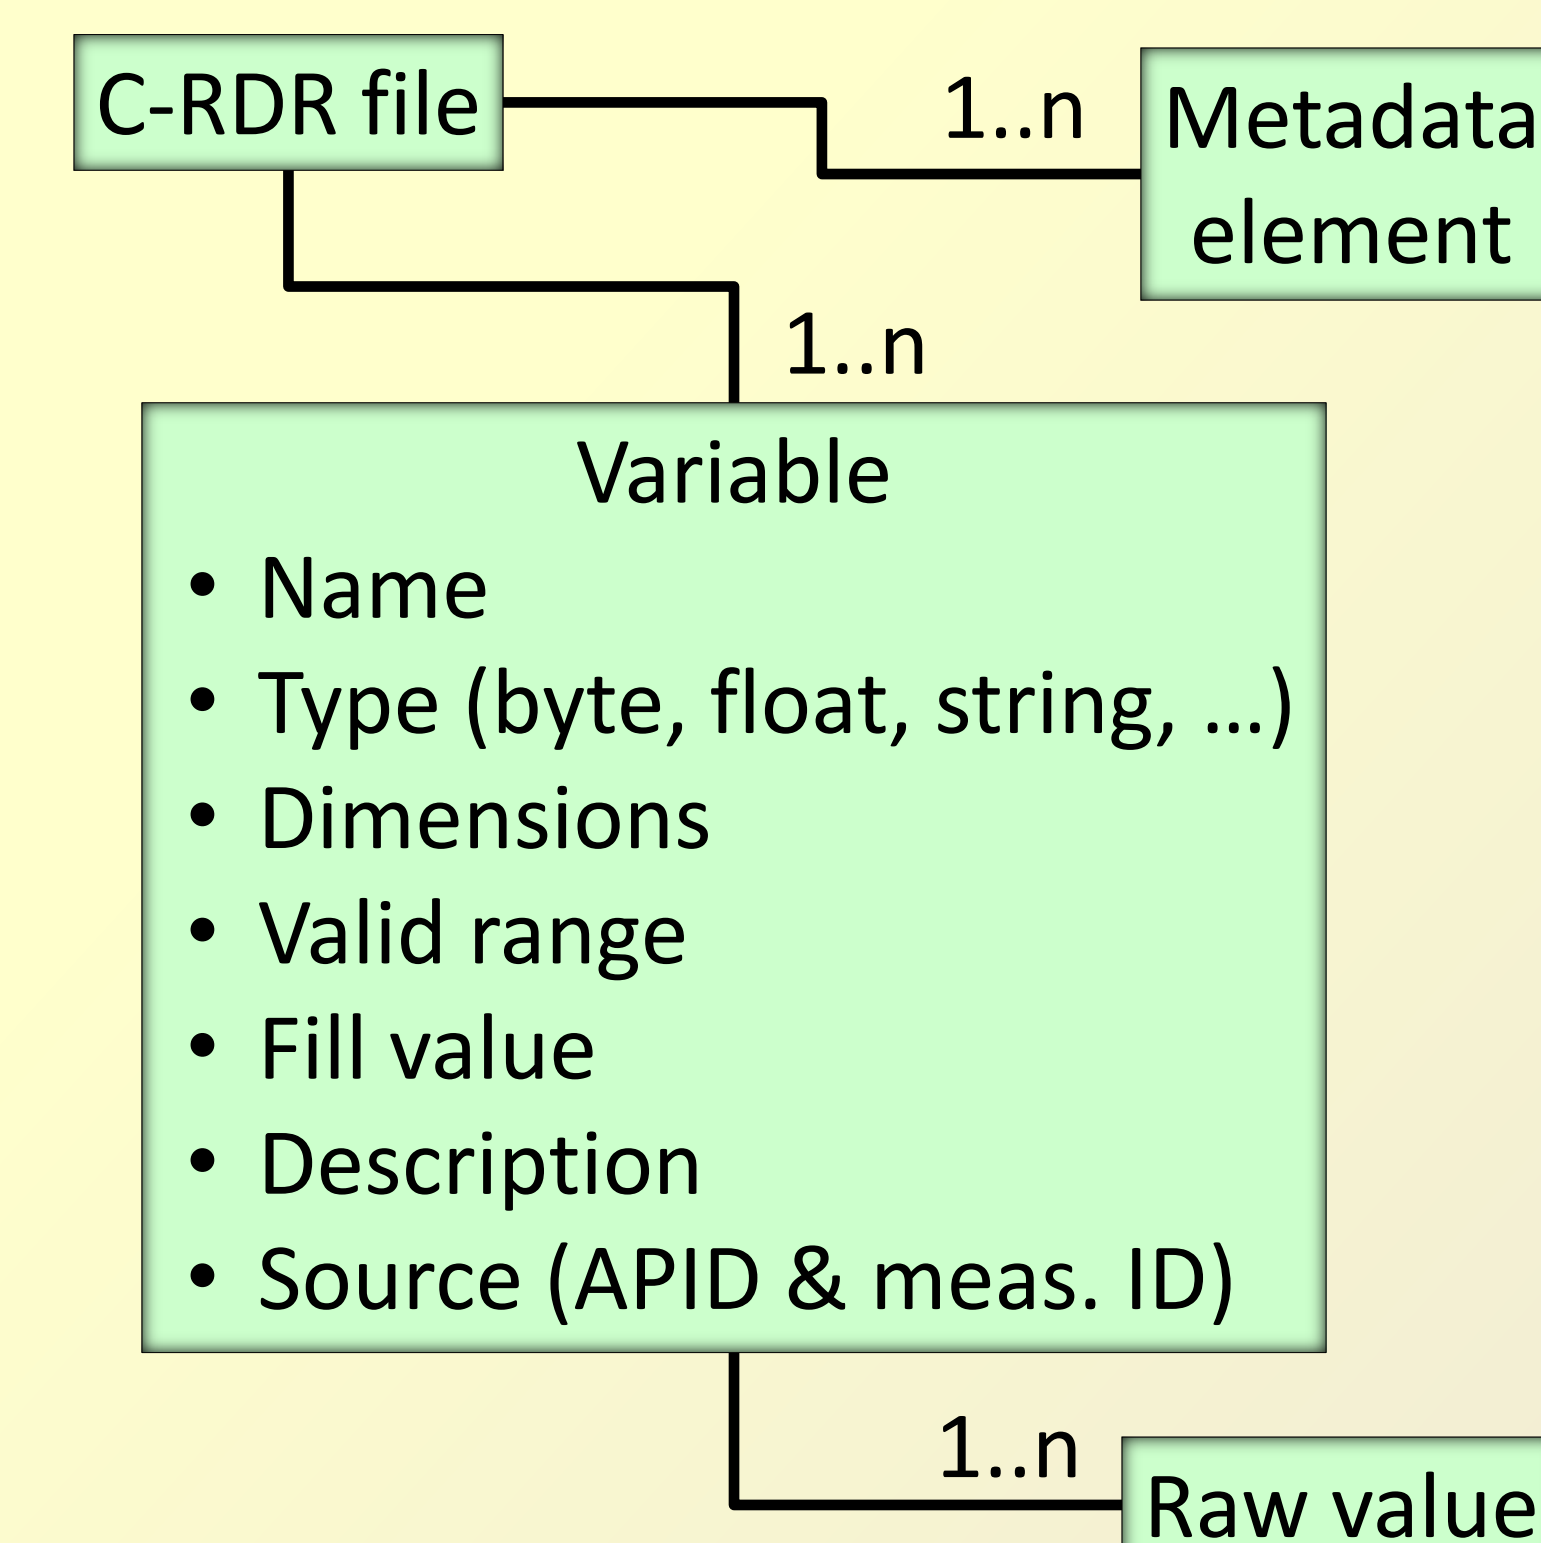 C-RDR file
1..n
Metadata
element
1..n
Variable
• Name
• Type (byte, float, string, …)
• Dimensions
• Valid range
• Fill value
• Description
• Source (APID & meas. ID)
1..n
Raw value